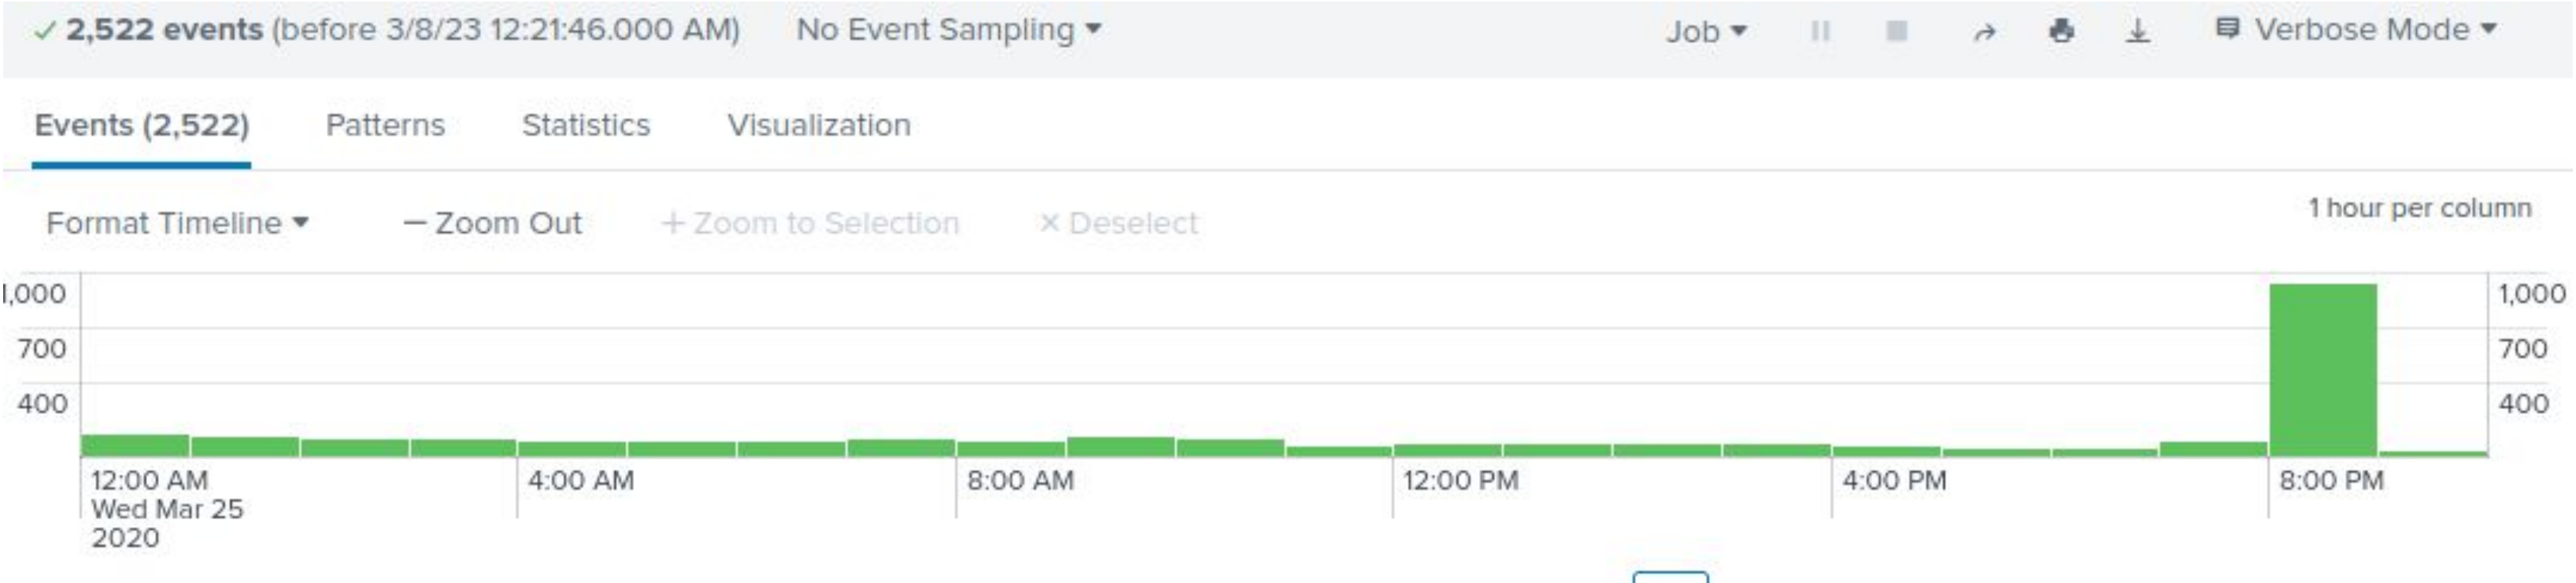 2,522 events (before 3/8/23 12:21:46.000 AM) No Event Sampling Job Verbose Mode
Events (2,522) Patterns Statistics Visualization
Format Timeline — Zoom Out + Zoom to Selection × Deselect 1 hour per column
1,000 1,000
700 700
400 400
12:00 AM 4:00 AM 8:00 AM 12:00 PM 4:00 PM 8:00 PM
Wed Mar 25
2020